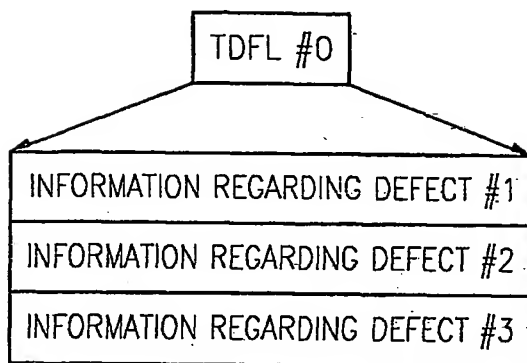 TDFL #0
INFORMATION REGARDING DEFECT #1
INFORMATION REGARDING DEFECT #2
INFORMATION REGARDING DEFECT #3